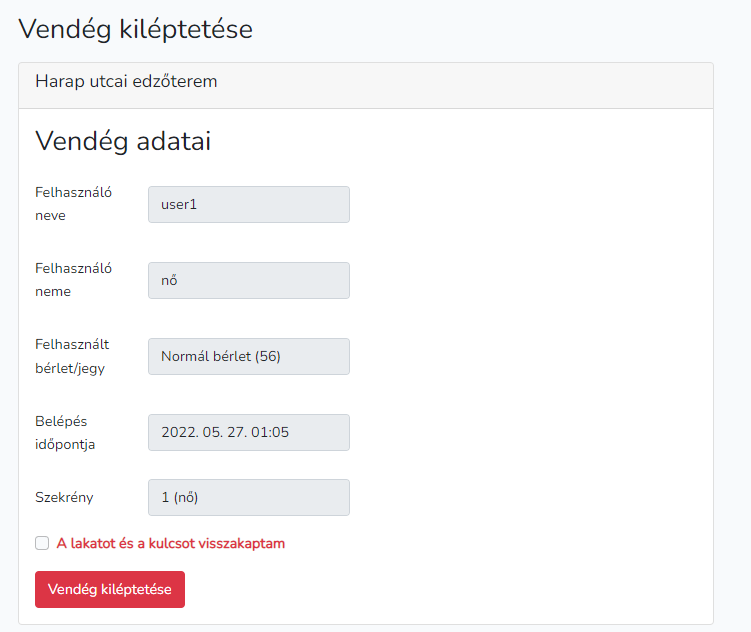 Vendég kiléptetése
Harap utcai edzőterem
Vendég adatai
Felhasználó
neve
user1
Felhasználó
neme
nő
Felhasznált
bérlet/jegy
Normál bérlet (56)
Belépés
időpontja
2022. 05. 27. 01:05
Szekrény
1 (nő)
A lakatot és a kulcsot visszakaptam
Vendég kiléptetése